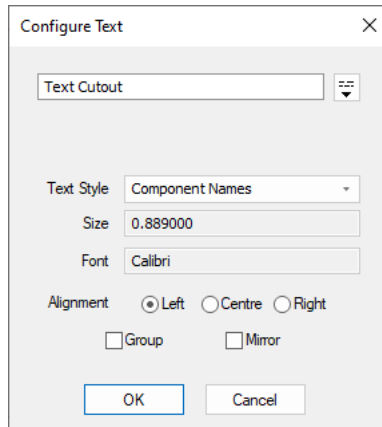 Configure Text
Text Cutout
Text Style Component Names
Size 0.889000
Font Calibri
Alignment Left Centre Right
Group Mirror
OK Cancel